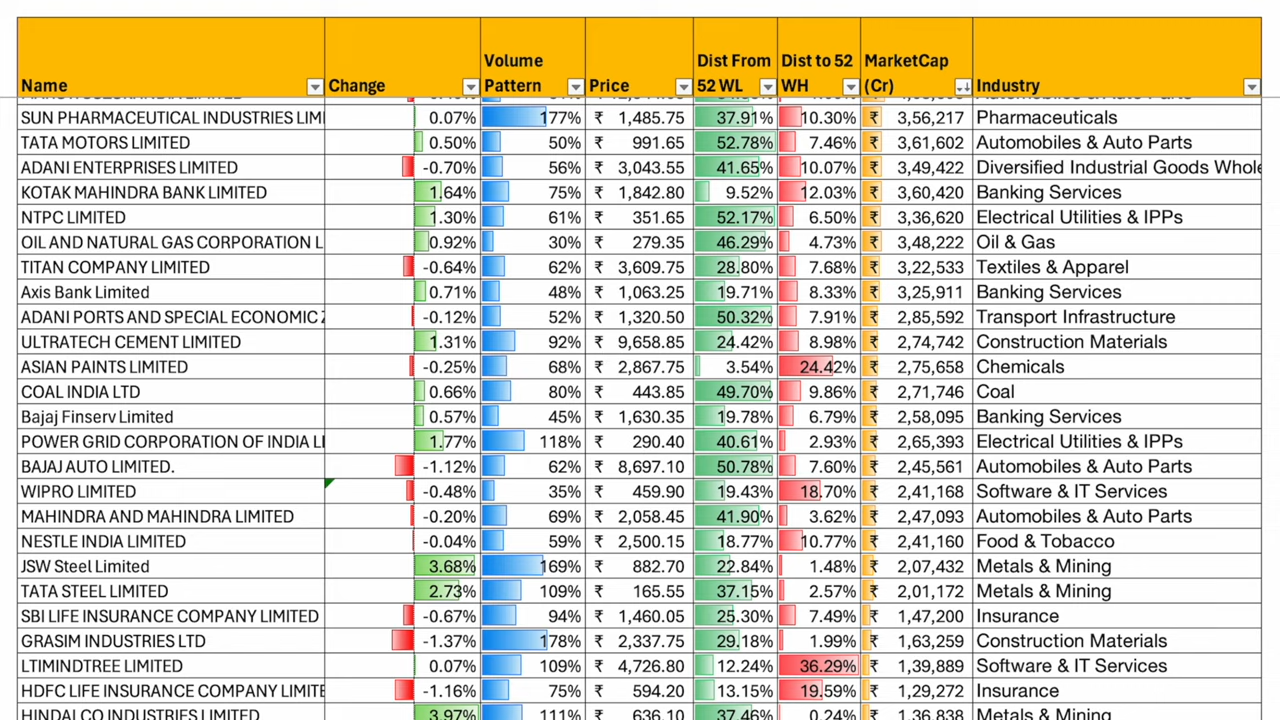 Name Change Volume Pattern Price Dist From 52 WL Dist to 52 WH MarketCap (Cr) Industry
SUN PHARMACEUTICAL INDUSTRIES LIMI 0.07% 177% ₹ 1,485.75 37.91% 10.30% ₹ 3,56,217 Pharmaceuticals
TATA MOTORS LIMITED 0.50% 50% ₹ 991.65 52.78% 7.46% ₹ 3,61,602 Automobiles & Auto Parts
ADANI ENTERPRISES LIMITED -0.70% 56% ₹ 3,043.55 41.65% 10.07% ₹ 3,49,422 Diversified Industrial Goods Whole
KOTAK MAHINDRA BANK LIMITED 1.64% 75% ₹ 1,842.80 9.52% 12.03% ₹ 3,60,420 Banking Services
NTPC LIMITED 1.30% 61% ₹ 351.65 52.17% 6.50% ₹ 3,36,620 Electrical Utilities & IPPs
OIL AND NATURAL GAS CORPORATION L 0.92% 30% ₹ 279.35 46.29% 4.73% ₹ 3,48,222 Oil & Gas
TITAN COMPANY LIMITED -0.64% 62% ₹ 3,609.75 28.80% 7.68% ₹ 3,22,533 Textiles & Apparel
Axis Bank Limited 0.71% 48% ₹ 1,063.25 19.71% 8.33% ₹ 3,25,911 Banking Services
ADANI PORTS AND SPECIAL ECONOMIC Z -0.12% 52% ₹ 1,320.50 50.32% 7.91% ₹ 2,85,592 Transport Infrastructure
ULTRATECH CEMENT LIMITED 1.31% 92% ₹ 9,658.85 24.42% 8.98% ₹ 2,74,742 Construction Materials
ASIAN PAINTS LIMITED -0.25% 68% ₹ 2,867.75 3.54% 24.42% ₹ 2,75,658 Chemicals
COAL INDIA LTD 0.66% 80% ₹ 443.85 49.70% 9.86% ₹ 2,71,746 Coal
Bajaj Finserv Limited 0.57% 45% ₹ 1,630.35 19.78% 6.79% ₹ 2,58,095 Banking Services
POWER GRID CORPORATION OF INDIA LI 1.77% 118% ₹ 290.40 40.61% 2.93% ₹ 2,65,393 Electrical Utilities & IPPs
BAJAJ AUTO LIMITED. -1.12% 62% ₹ 8,697.10 50.78% 7.60% ₹ 2,45,561 Automobiles & Auto Parts
WIPRO LIMITED -0.48% 35% ₹ 459.90 19.43% 18.70% ₹ 2,41,168 Software & IT Services
MAHINDRA AND MAHINDRA LIMITED -0.20% 69% ₹ 2,058.45 41.90% 3.62% ₹ 2,47,093 Automobiles & Auto Parts
NESTLE INDIA LIMITED -0.04% 59% ₹ 2,500.15 18.77% 10.77% ₹ 2,41,160 Food & Tobacco
JSW Steel Limited 3.68% 169% ₹ 882.70 22.84% 1.48% ₹ 2,07,432 Metals & Mining
TATA STEEL LIMITED 2.73% 109% ₹ 165.55 37.15% 2.57% ₹ 2,01,172 Metals & Mining
SBI LIFE INSURANCE COMPANY LIMITED -0.67% 94% ₹ 1,460.05 25.30% 7.49% ₹ 1,47,200 Insurance
GRASIM INDUSTRIES LTD -1.37% 178% ₹ 2,337.75 29.18% 1.99% ₹ 1,63,259 Construction Materials
LTIMINDTREE LIMITED 0.07% 109% ₹ 4,726.80 12.24% 36.29% ₹ 1,39,889 Software & IT Services
HDFC LIFE INSURANCE COMPANY LIMITE -1.16% 75% ₹ 594.20 13.15% 19.59% ₹ 1,29,272 Insurance
HINDALCO INDUSTRIES LIMITED 3.97% 111% ₹ 636.10 37.46% 0.24% ₹ 1,36,838 Metals & Mining